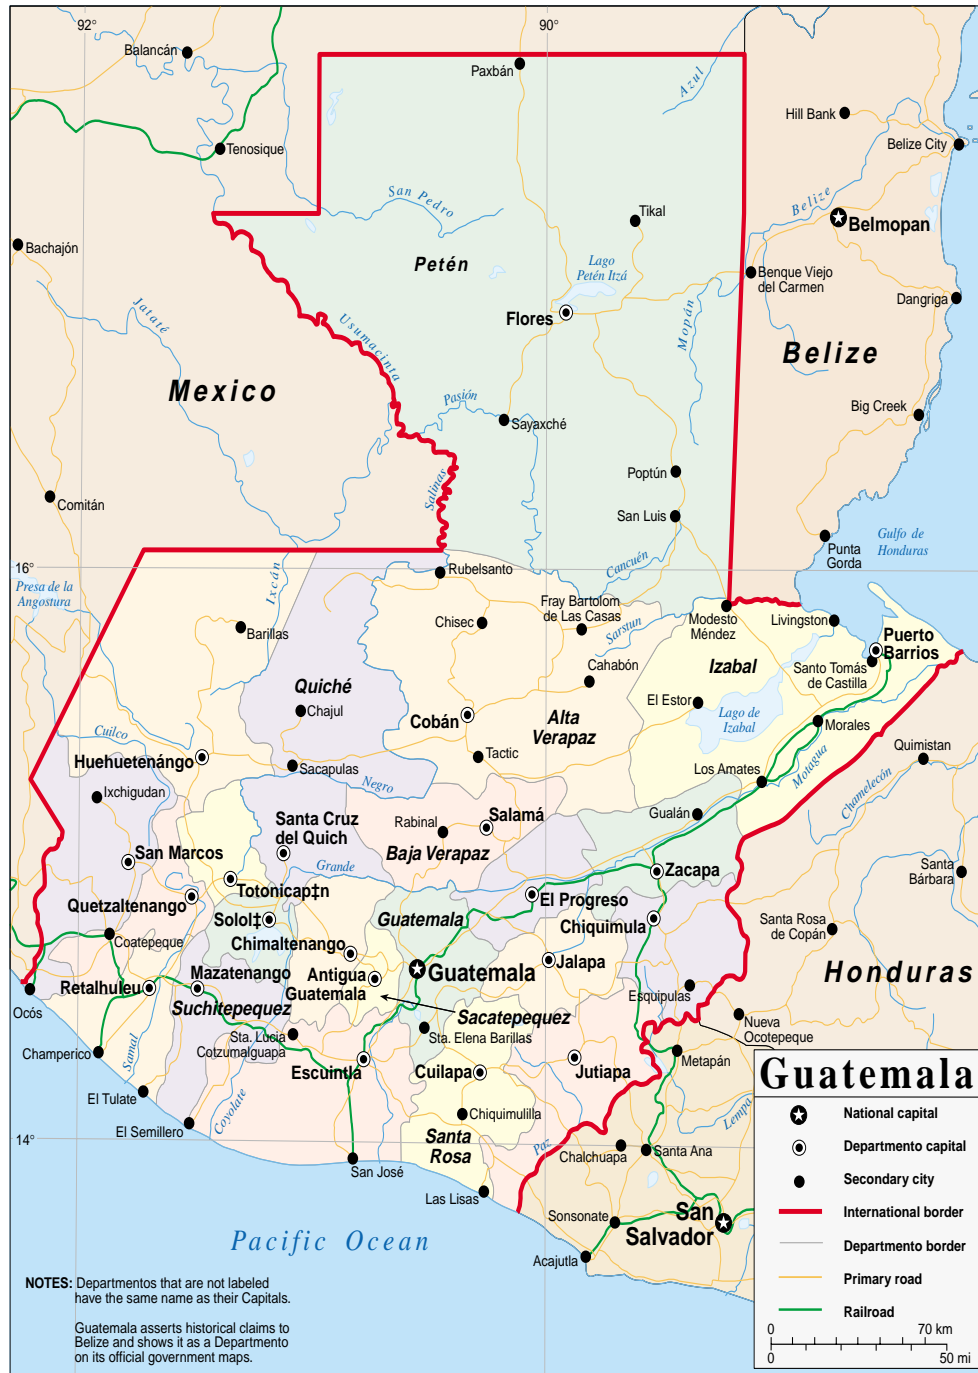 92°
90°
Balancán
Paxbán
Azul
Hill Bank
Belize City
Tenosique
San Pedro
Belize
Tikal
Belmopan
Bachajón
Petén
Lago
Petén Itzá
Benque Viejo
del Carmen
Dangriga
Jataté
Usumacinta
Flores
Mopán
Belize
Mexico
Pasión
Sayaxché
Big Creek
Poptún
Salinas
Comitán
San Luis
Gulfo de
Honduras
Punta
Gorda
16°
Presa de la
Angostura
Ixcán
Rubelsanto
Cancuén
Barillas
Chisec
Fray Bartolom
de Las Casas
Sarstun
Modesto
Méndez
Livingston
Puerto
Barrios
Izabal
Santo Tomás
de Castilla
Cahabón
Quiché
Chajul
Cobán
Alta
Verapaz
El Estor
Lago de
Izabal
Morales
Cuilco
Huehuetenángo
Tactic
Quimistan
Sacapulas
Negro
Los Amates
Motagua
Chamelecón
Ixchigudan
Gualán
Santa Cruz
del Quich
Rabinal
Salamá
Baja Verapaz
San Marcos
Grande
Zacapa
Santa
Bárbara
Totonicap‡n
Quetzaltenango
El Progreso
Solol‡
Guatemala
Chiquimula
Santa Rosa
de Copán
Coatepeque
Chimaltenango
Jalapa
Mazatenango
Antigua
Guatemala
Guatemala
Honduras
Retalhuleu
Suchitepequez
Esquipulas
Ocós
Sacatepequez
Nueva
Ocotepeque
Sta. Lucia
Cotzumalguapa
Sta. Elena Barillas
Champerico
Samal
Escuintla
Cuilapa
Jutiapa
Metapán
El Tulate
Coyolate
Chiquimulilla
Lempa
El Semillero
14°
Santa
Rosa
Paz
Chalchuapa
Santa Ana
San José
Las Lisas
Sonsonate
San
Salvador
Acajutla
Pacific Ocean
NOTES: Departmentos that are not labeled
have the same name as their Capitals.
Guatemala asserts historical claims to
Belize and shows it as a Departmento
on its official government maps.
Guatemala
National capital
Departmento capital
Secondary city
International border
Departmento border
Primary road
Railroad
0 70 km
0 50 mi